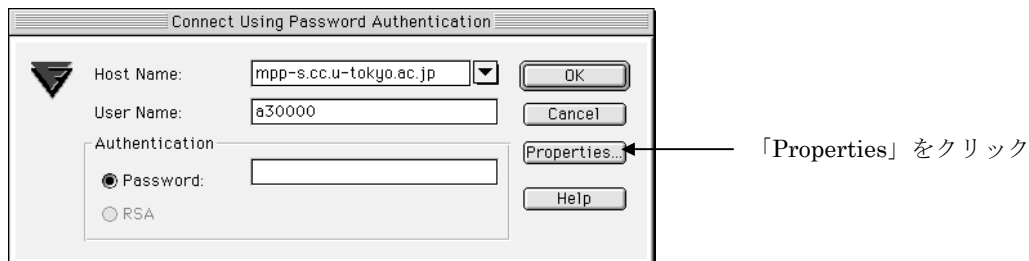 Connect Using Password Authentication
Host Name: mpp-s.cc.u-tokyo.ac.jp OK
User Name: a30000 Cancel
Authentication Properties... 「Properties」をクリック
Password:
Help
RSA